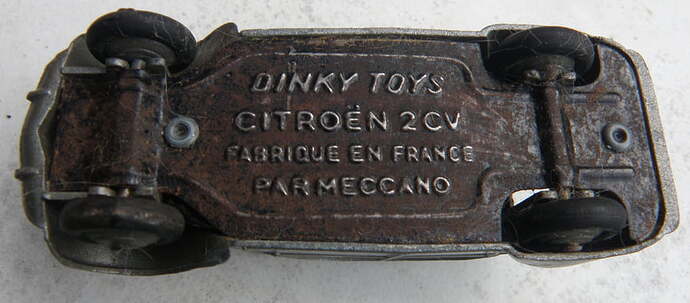 DINKY TOYS
CITROËN 2CV
FABRIQUE EN FRANCE
PAR MECCANO